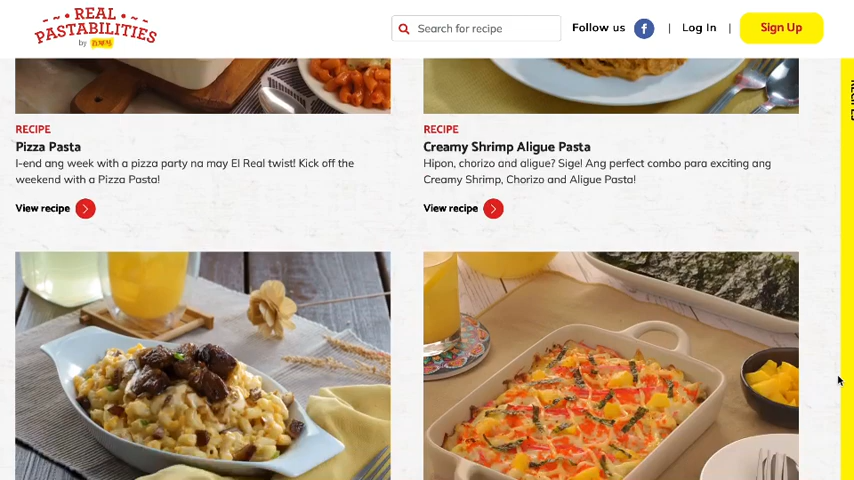 REAL
PASTABILITIES
by
Search for recipe
Follow us
f
|
Log In
|
Sign Up
RECIPE
Pizza Pasta
I-end ang week with a pizza party na may El Real twist! Kick off the
weekend with a Pizza Pasta!
View recipe
RECIPE
Creamy Shrimp Aligue Pasta
Hipon, chorizo and aligue? Sige! Ang perfect combo para exciting ang
Creamy Shrimp, Chorizo and Aligue Pasta!
View recipe